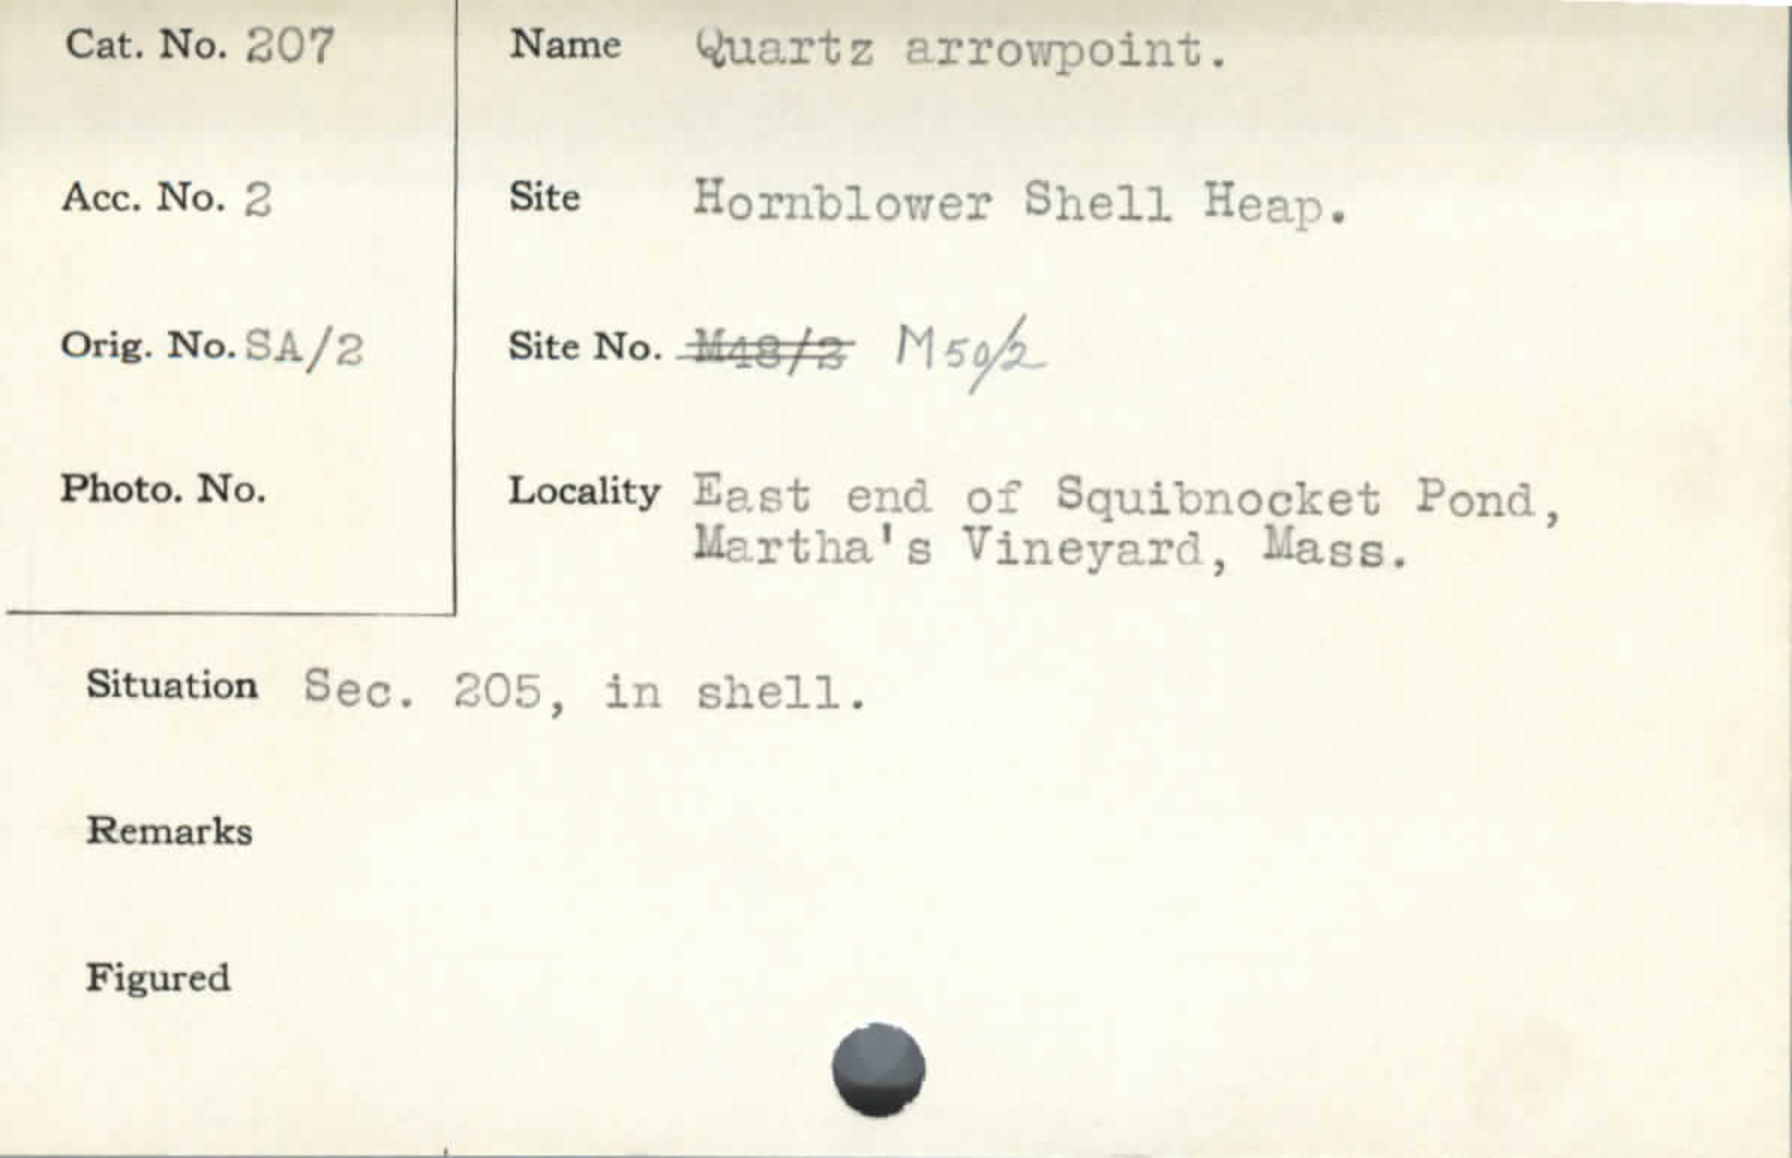 Cat. No. 207
Name Quartz arrowpoint.
Acc. No. 2
Site Hornblower Shell Heap.
Orig. No. SA/2
Site No. M48/2 M50/2
Photo. No.
Locality East end of Squibnocket Pond,
Martha's Vineyard, Mass.
Situation Sec. 205, in shell.
Remarks
Figured